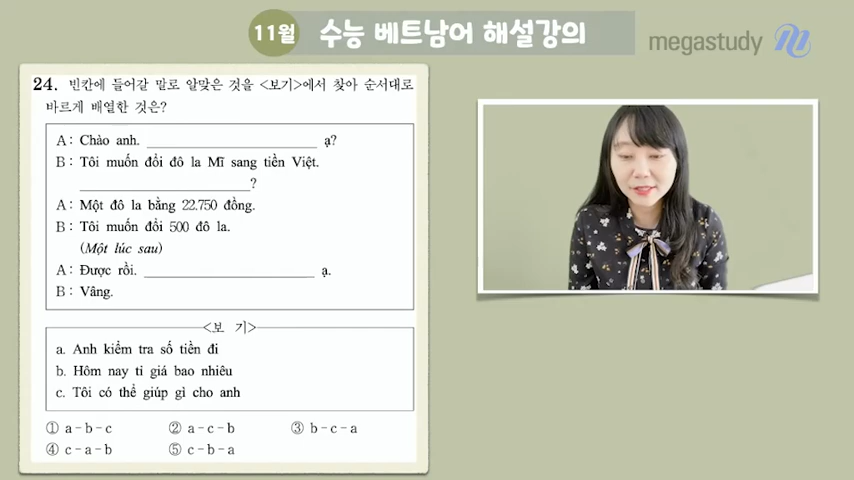 11월 수능 베트남어 해설강의
megastudy
24. 빈칸에 들어갈 말로 알맞은 것을 <보기>에서 찾아 순서대로
바르게 배열한 것은?
A: Chào anh. ____________________ ạ?
B: Tôi muốn đổi đô la Mĩ sang tiền Việt.
____________________?
A: Một đô la bằng 22.750 đồng.
B: Tôi muốn đổi 500 đô la.
(Một lúc sau)
A: Được rồi. ____________________ ạ.
B: Vâng.
<보 기>
a. Anh kiểm tra số tiền đi
b. Hôm nay tỉ giá bao nhiêu
c. Tôi có thể giúp gì cho anh
① a-b-c ② a-c-b ③ b-c-a
④ c-a-b ⑤ c-b-a